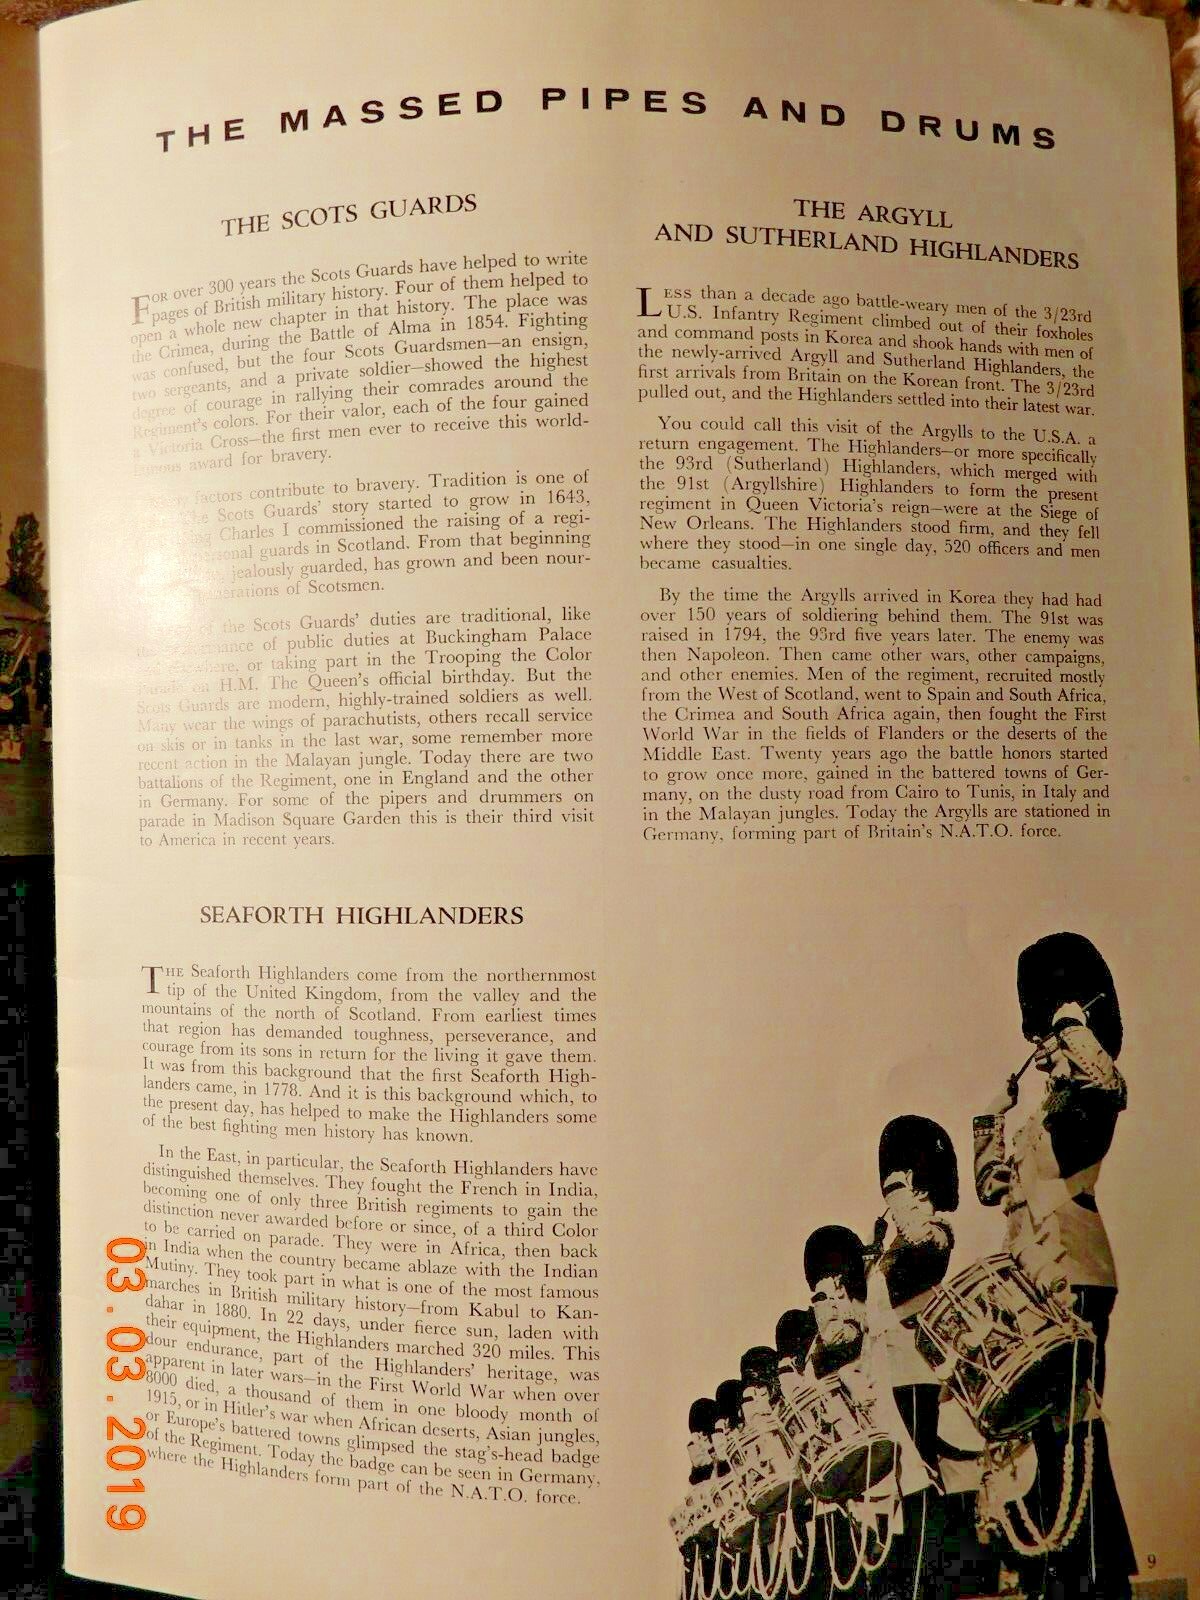 THE MASSED PIPES AND DRUMS
THE SCOTS GUARDS
FOR over 300 years the Scots Guards have helped to write
pages of British military history. Four of them helped to
open a whole new chapter in that history. The place was
the Crimea, during the Battle of Alma in 1854. Fighting
was confused, but the four Scots Guardsmen—an ensign,
two sergeants, and a private soldier—showed the highest
degree of courage in rallying their comrades around the
Regiment's colors. For their valor, each of the four gained
a Victoria Cross—the first men ever to receive this world-
famous award for bravery.
factors contribute to bravery. Tradition is one of
Scots Guards' story started to grow in 1643,
Charles I commissioned the raising of a regi-
guards in Scotland. From that beginning
jealously guarded, has grown and been nour-
generations of Scotsmen.
of the Scots Guards' duties are traditional, like
of public duties at Buckingham Palace
or taking part in the Trooping the Color
Parade on H.M. The Queen's official birthday. But the
Scots Guards are modern, highly-trained soldiers as well.
Many wear the wings of parachutists, others recall service
on skis or in tanks in the last war, some remember more
recent action in the Malayan jungle. Today there are two
battalions of the Regiment, one in England and the other
in Germany. For some of the pipers and drummers on
parade in Madison Square Garden this is their third visit
to America in recent years.
SEAFORTH HIGHLANDERS
THE Seaforth Highlanders come from the northernmost
tip of the United Kingdom, from the valley and the
mountains of the north of Scotland. From earliest times
that region has demanded toughness, perseverance, and
courage from its sons in return for the living it gave them.
It was from this background that the first Seaforth High-
landers came, in 1778. And it is this background which, to
the present day, has helped to make the Highlanders some
of the best fighting men history has known.
In the East, in particular, the Seaforth Highlanders have
distinguished themselves. They fought the French in India,
becoming one of only three British regiments to gain the
distinction never awarded before or since, of a third Color
to be carried on parade. They were in Africa, then back
in India when the country became ablaze with the Indian
Mutiny. They took part in what is one of the most famous
marches in British military history—from Kabul to Kan-
dahar in 1880. In 22 days, under fierce sun, laden with
their equipment, the Highlanders marched 320 miles. This
dour endurance, part of the Highlanders' heritage, was
apparent in later wars—in the First World War when over
8000 died, a thousand of them in one bloody month of
1915, or in Hitler's war when African deserts, Asian jungles,
or Europe's battered towns glimpsed the stag's-head badge
of the Regiment. Today the badge can be seen in Germany,
where the Highlanders form part of the N.A.T.O. force.
THE ARGYLL
AND SUTHERLAND HIGHLANDERS
LESS than a decade ago battle-weary men of the 3/23rd
U.S. Infantry Regiment climbed out of their foxholes
and command posts in Korea and shook hands with men of
the newly-arrived Argyll and Sutherland Highlanders, the
first arrivals from Britain on the Korean front. The 3/23rd
pulled out, and the Highlanders settled into their latest war.
You could call this visit of the Argylls to the U.S.A. a
return engagement. The Highlanders—or more specifically
the 93rd (Sutherland) Highlanders, which merged with
the 91st (Argyllshire) Highlanders to form the present
regiment in Queen Victoria's reign—were at the Siege of
New Orleans. The Highlanders stood firm, and they fell
where they stood—in one single day, 520 officers and men
became casualties.
By the time the Argylls arrived in Korea they had had
over 150 years of soldiering behind them. The 91st was
raised in 1794, the 93rd five years later. The enemy was
then Napoleon. Then came other wars, other campaigns,
and other enemies. Men of the regiment, recruited mostly
from the West of Scotland, went to Spain and South Africa,
the Crimea and South Africa again, then fought the First
World War in the fields of Flanders or the deserts of the
Middle East. Twenty years ago the battle honors started
to grow once more, gained in the battered towns of Ger-
many, on the dusty road from Cairo to Tunis, in Italy and
in the Malayan jungles. Today the Argylls are stationed in
Germany, forming part of Britain's N.A.T.O. force.
9
03.03.2019